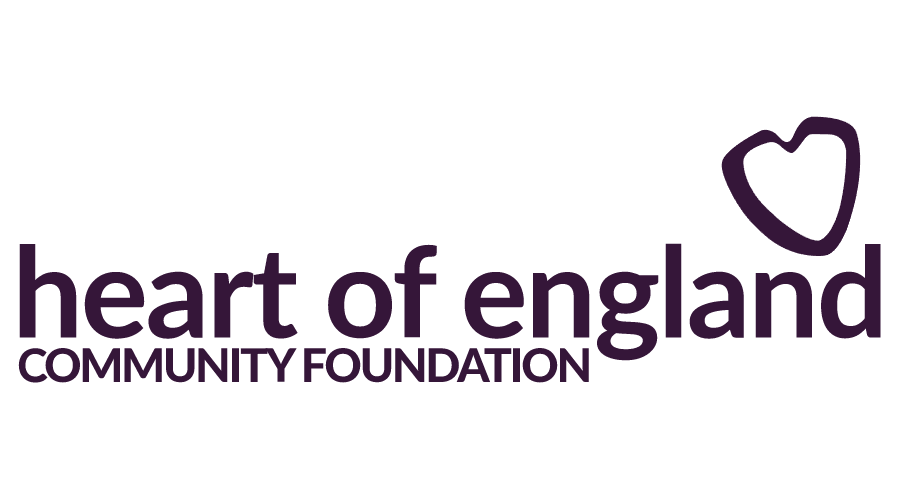 heart of england
COMMUNITY FOUNDATION